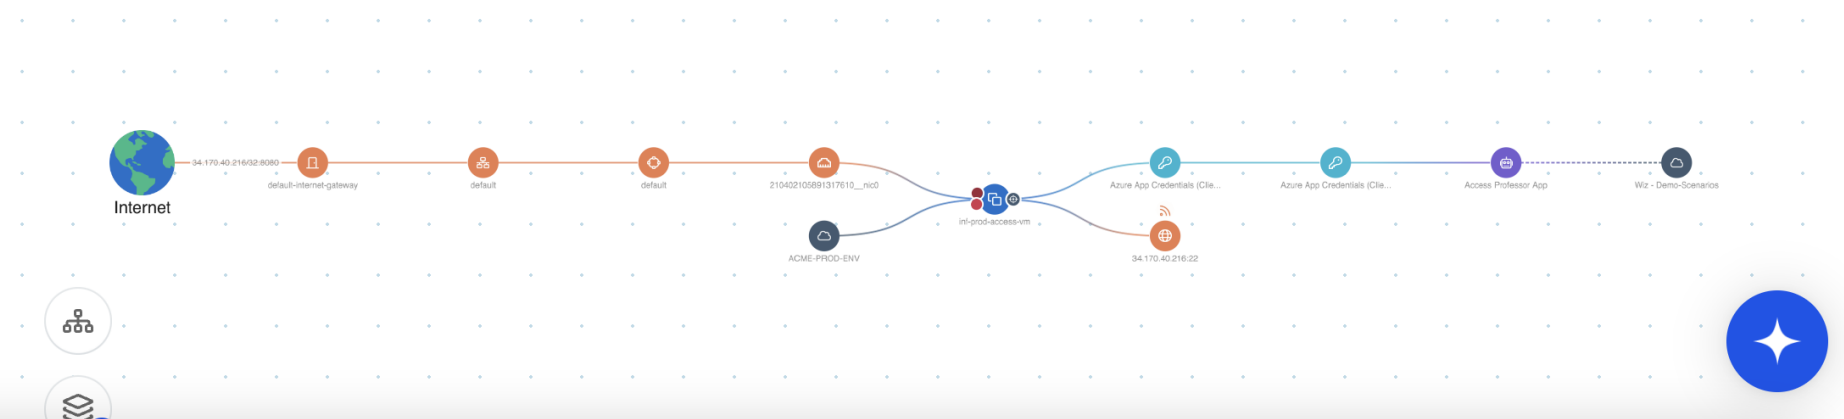 34.170.40.216/32:8080
Internet
default-internet-gateway
default
default
210402105891317610__nic0
ACME-PROD-ENV
inf-prod-access-vm
Azure App Credentials (Clie...
Azure App Credentials (Clie...
Access Professor App
Wiz - Demo-Scenarios
34.170.40.216:22